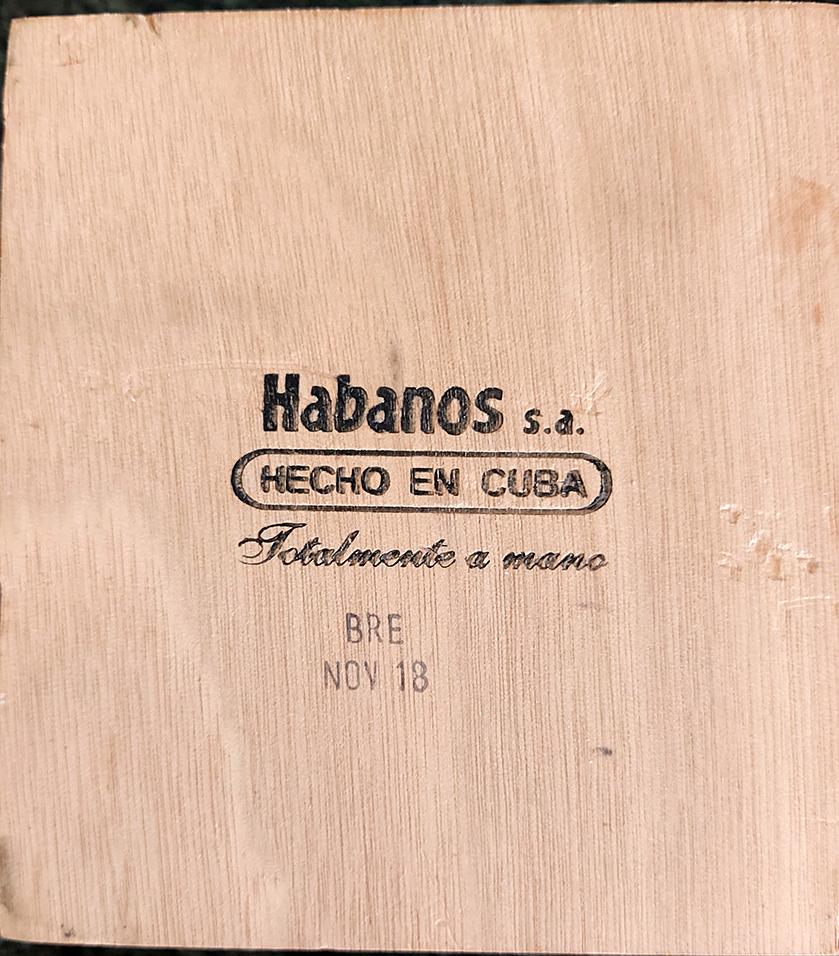 Habanos s.a.
HECHO EN CUBA
Totalmente a mano
BRE
NOV 18